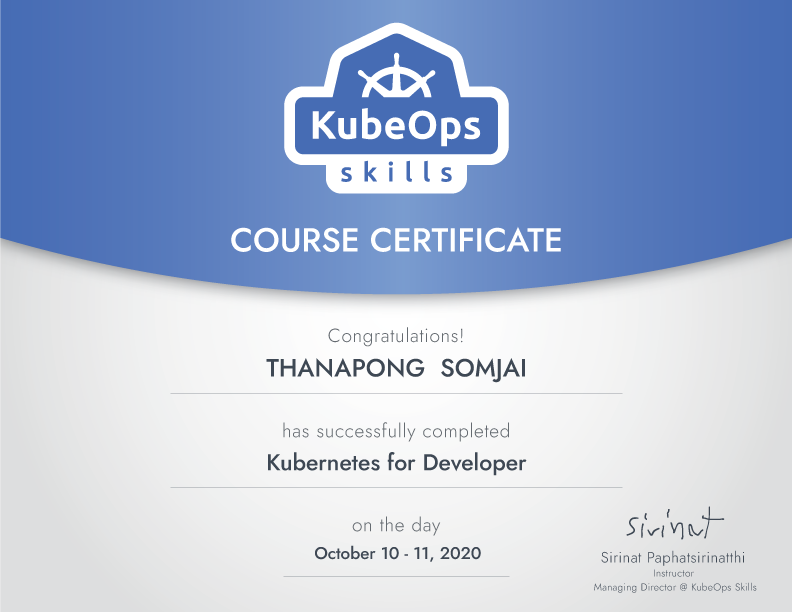 KubeOps
skills
COURSE CERTIFICATE
Congratulations!
THANAPONG SOMJAI
has successfully completed
Kubernetes for Developer
on the day
October 10 - 11, 2020
sirinat
Sirinat Paphatsirinatthi
Instructor
Managing Director @ KubeOps Skills